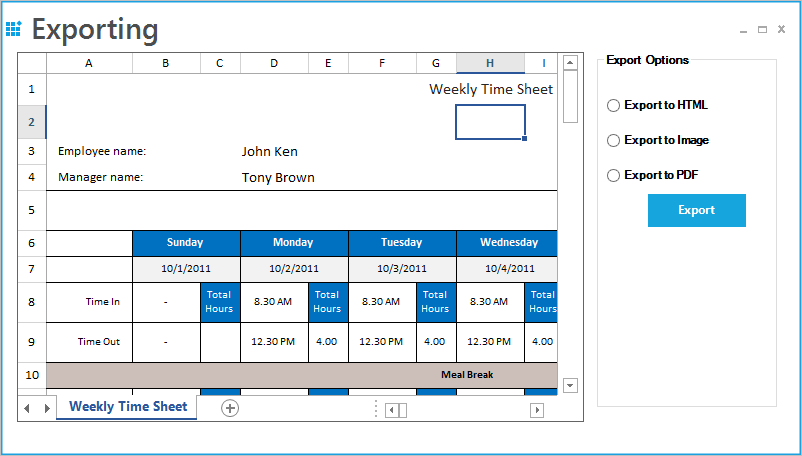 Exporting
A B C D E F G H I
1 Weekly Time Sheet
2
3 Employee name: John Ken
4 Manager name: Tony Brown
5
6 Sunday Monday Tuesday Wednesday
7 10/1/2011 10/2/2011 10/3/2011 10/4/2011
8 Time In - Total Hours 8.30 AM Total Hours 8.30 AM Total Hours 8.30 AM Total Hours
9 Time Out - 12.30 PM 4.00 12.30 PM 4.00 12.30 PM 4.00
10 Meal Break
Weekly Time Sheet
Export Options
Export to HTML
Export to Image
Export to PDF
Export